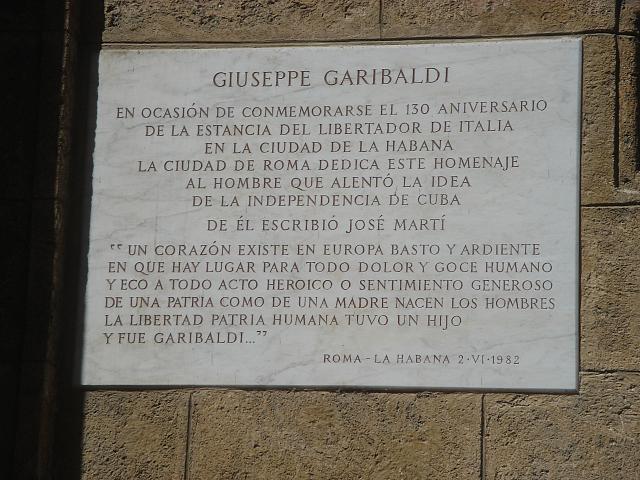 GIUSEPPE GARIBALDI
EN OCASIÓN DE CONMEMORARSE EL 130 ANIVERSARIO
DE LA ESTANCIA DEL LIBERTADOR DE ITALIA
EN LA CIUDAD DE LA HABANA
LA CIUDAD DE ROMA DEDICA ESTE HOMENAJE
AL HOMBRE QUE ALENTÓ LA IDEA
DE LA INDEPENDENCIA DE CUBA
DE ÉL ESCRIBIÓ JOSÉ MARTÍ
“UN CORAZÓN EXISTE EN EUROPA BASTO Y ARDIENTE
EN QUE HAY LUGAR PARA TODO DOLOR Y GOCE HUMANO
Y ECO A TODO ACTO HEROICO O SENTIMIENTO GENEROSO
DE UNA PATRIA COMO DE UNA MADRE NACEN LOS HOMBRES
LA LIBERTAD PATRIA HUMANA TUVO UN HIJO
Y FUE GARIBALDI...”
ROMA - LA HABANA 2·VI·1982